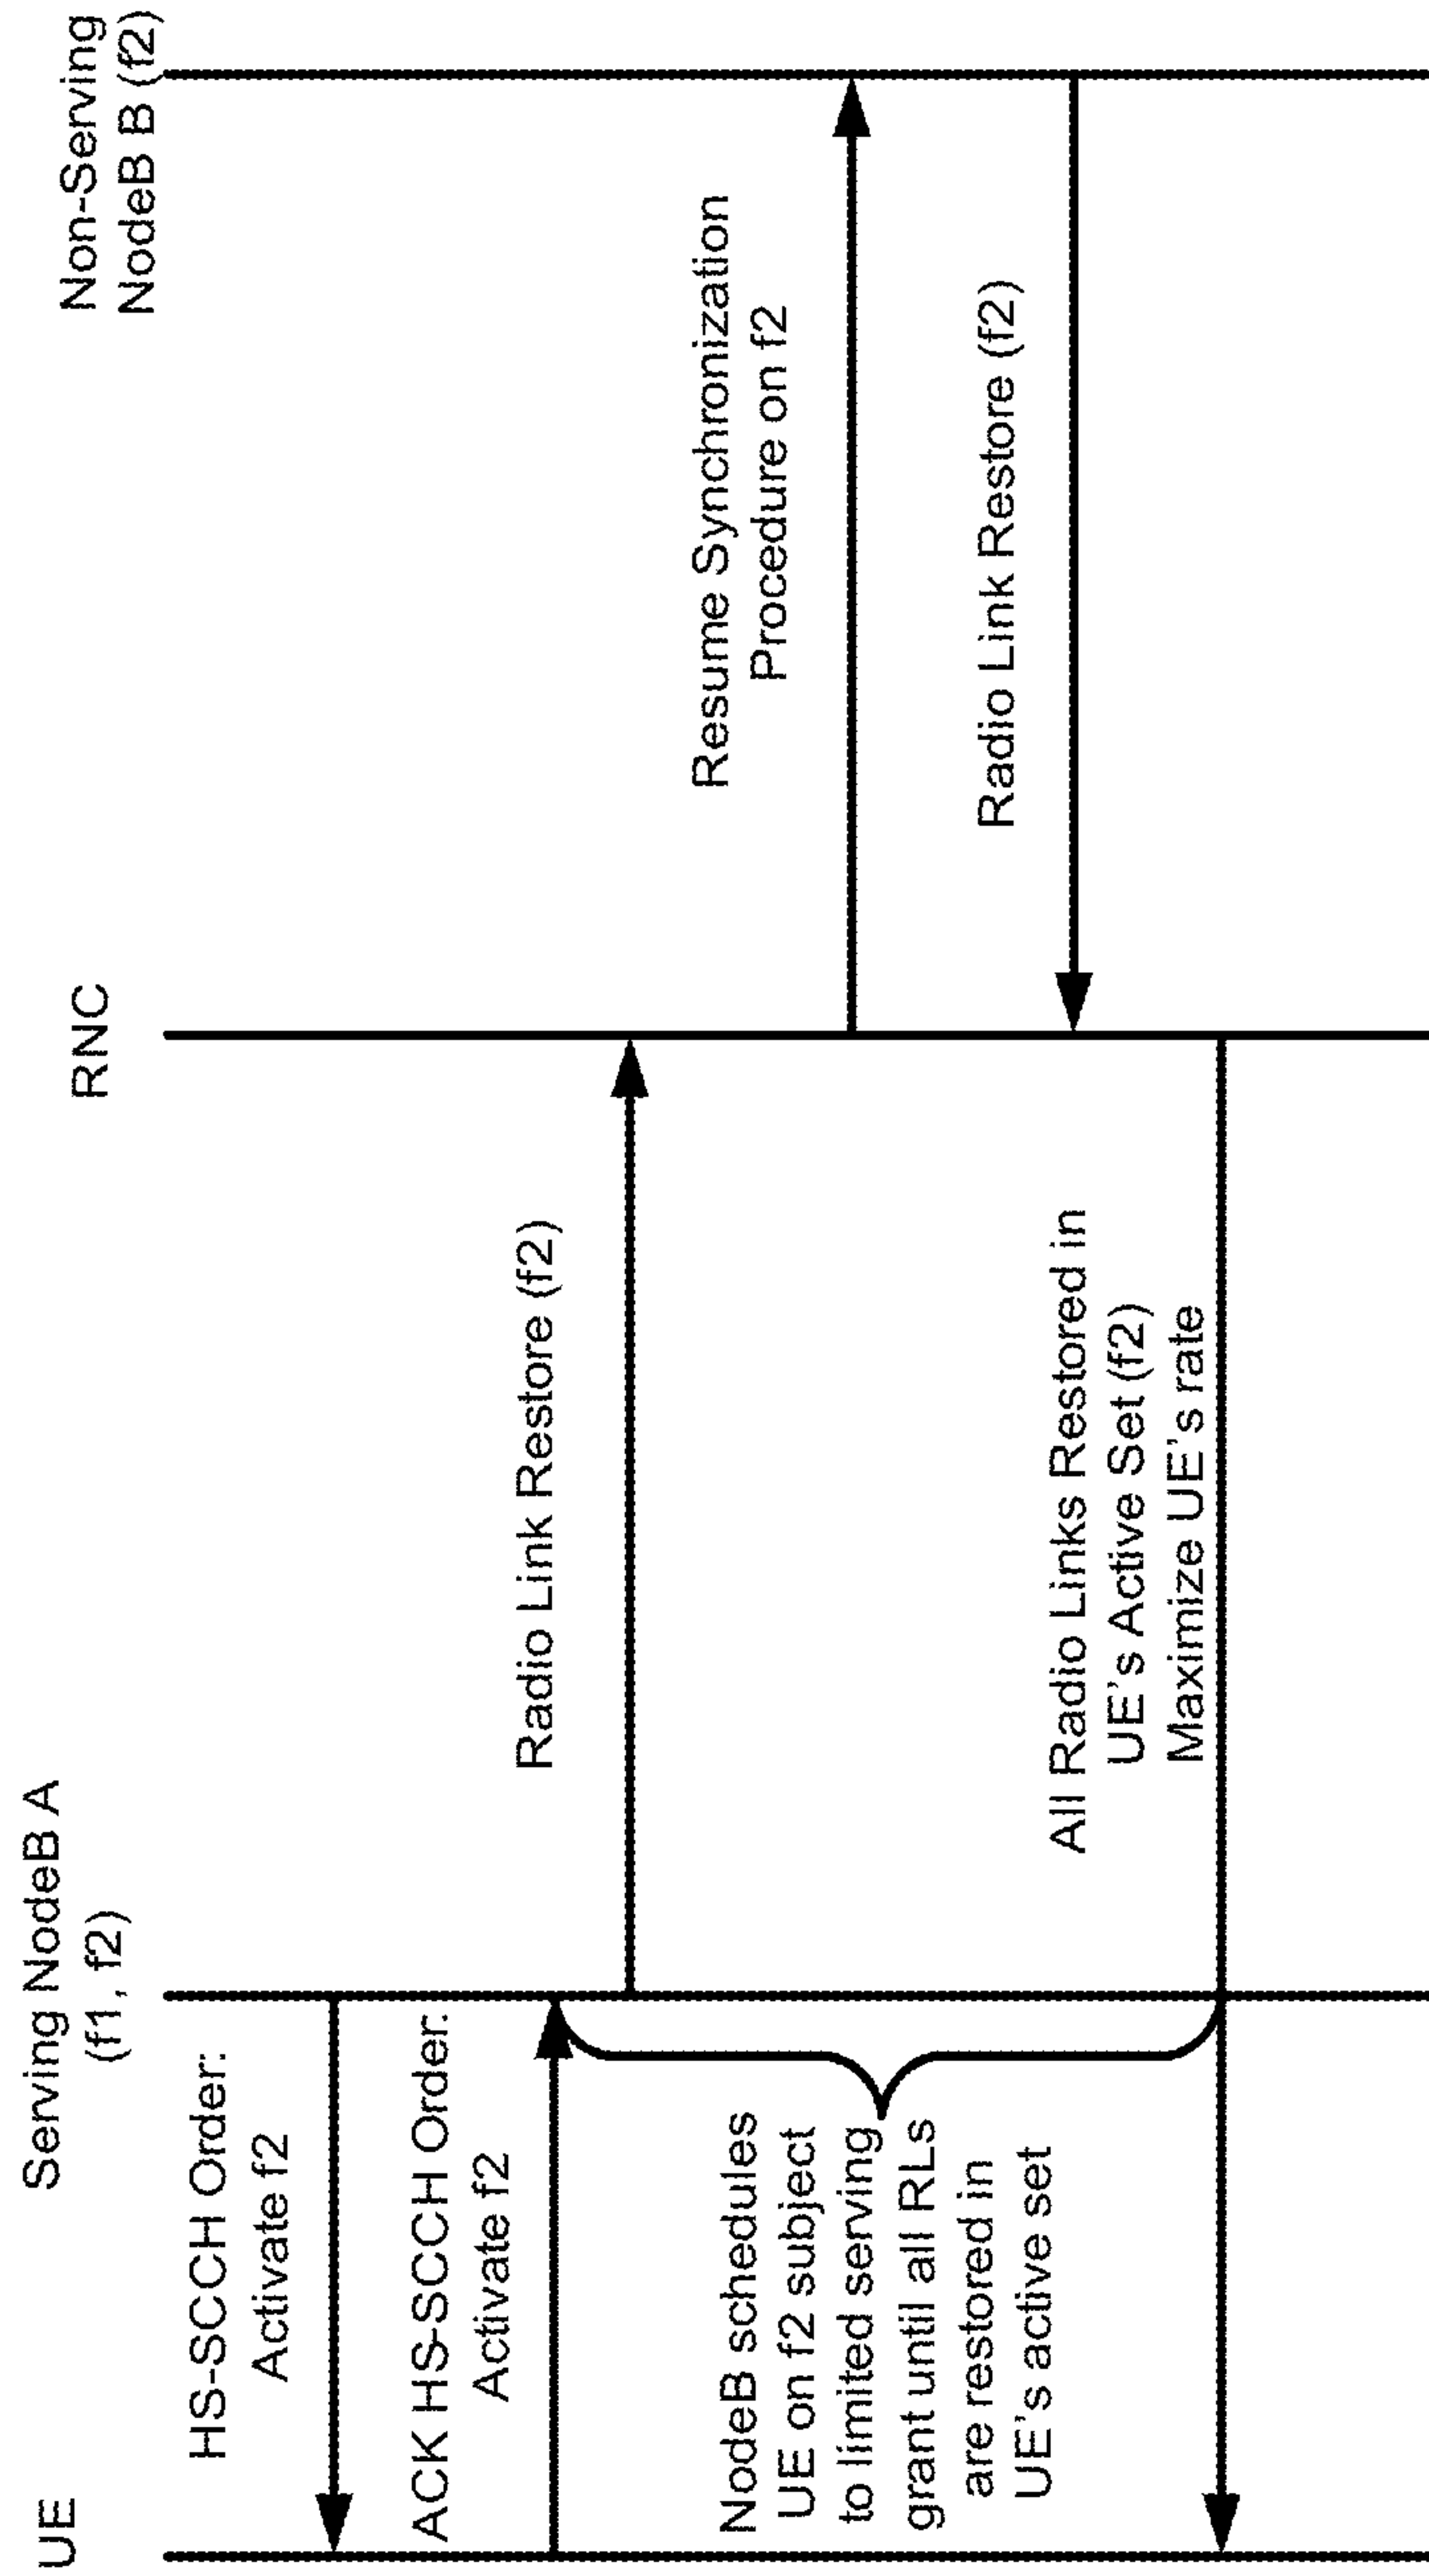 UE
Serving NodeB A
(f1, f2)
RNC
Non-Serving
NodeB B (f2)
HS-SCCH Order:
Activate f2
ACK HS-SCCH Order:
Activate f2
Radio Link Restore (f2)
NodeB schedules
UE on f2 subject
to limited serving
grant until all RLs
are restored in
UE's active set
Resume Synchronization
Procedure on f2
Radio Link Restore (f2)
All Radio Links Restored in
UE's Active Set (f2)
Maximize UE's rate